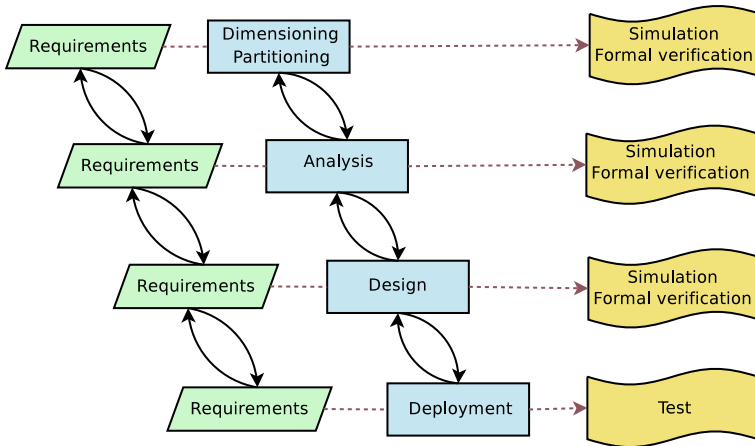 Requirements
Dimensioning
Partitioning
Simulation
Formal verification
Requirements
Analysis
Simulation
Formal verification
Requirements
Design
Simulation
Formal verification
Requirements
Deployment
Test